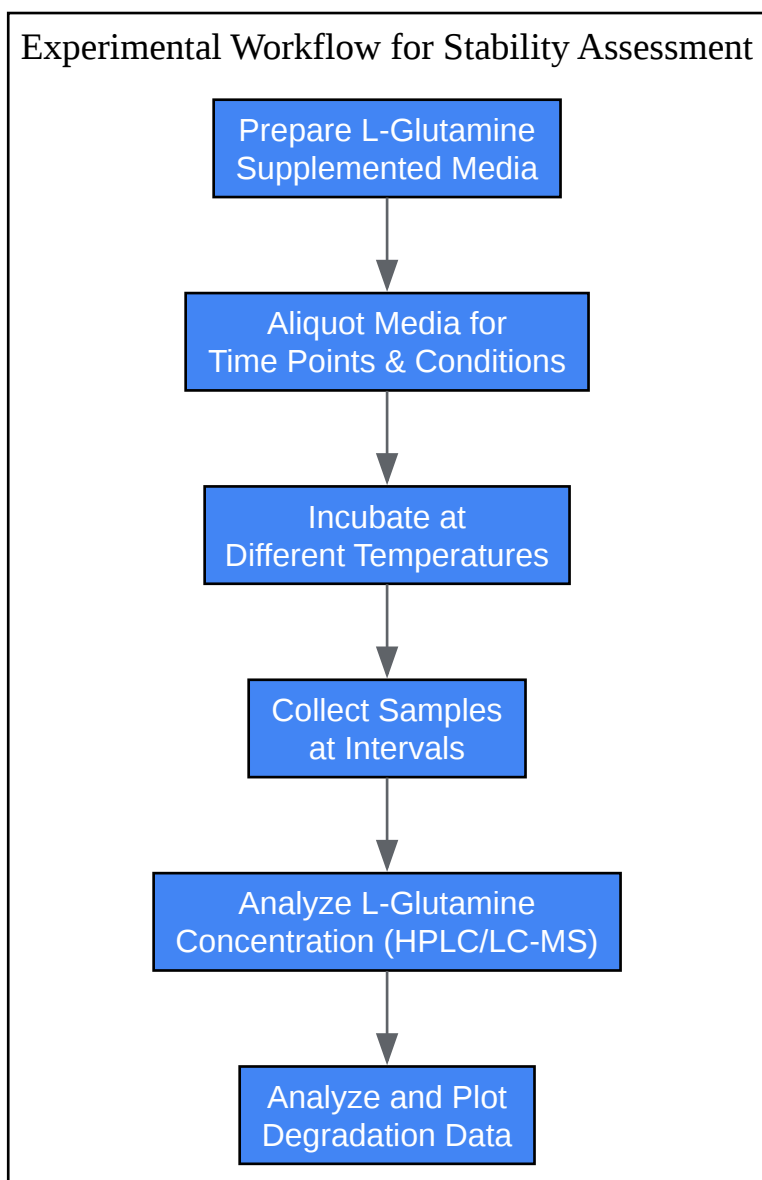 Experimental Workflow for Stability Assessment
Prepare L-Glutamine
Supplemented Media
Aliquot Media for
Time Points & Conditions
Incubate at
Different Temperatures
Collect Samples
at Intervals
Analyze L-Glutamine
Concentration (HPLC/LC-MS)
Analyze and Plot
Degradation Data